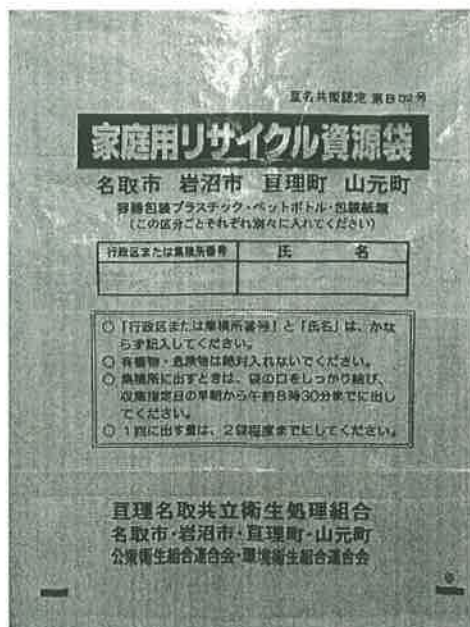 亘名共衛認定 第B02号
家庭用リサイクル資源袋
名取市 岩沼市 亘理町 山元町
容器包装プラスチック・ペットボトル・包装紙類
(この区分ごとそれぞれ別々に入れてください)
行政区または集積所番号 氏 名
○「行政区または集積所番号」と「氏名」は、かな
らず記入してください。
○ 有害物・危険物は絶対入れないでください。
○ 集積所に出すときは、袋の口をしっかり結び、
収集指定日の早朝から午前8時30分までに出し
てください。
○ 1回に出す量は、2袋程度までにしてください。
亘理名取共立衛生処理組合
名取市・岩沼市・亘理町・山元町
公衆衛生組合連合会・環境衛生組合連合会